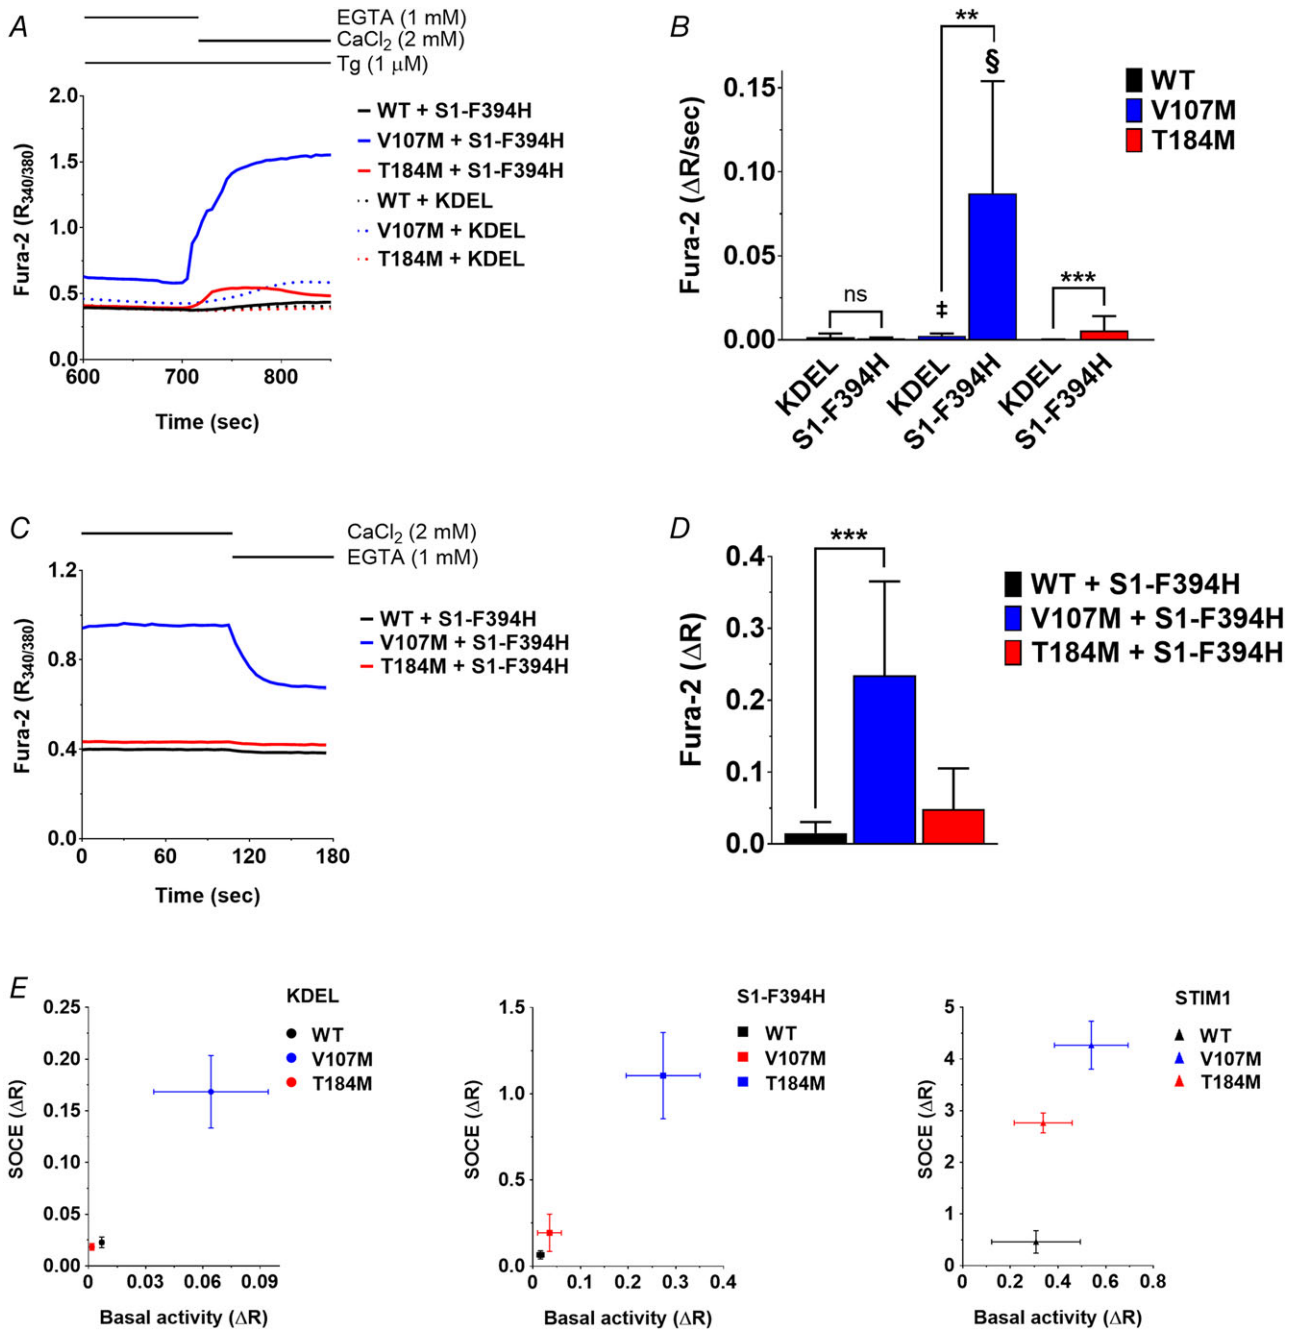 A
EGTA (1 mM)
CaCl₂ (2 mM)
Tg (1 μM)
2.0
1.5
1.0
0.5
0.0
600
700
800
Fura-2 (R340/380)
Time (sec)
WT + S1-F394H
V107M + S1-F394H
T184M + S1-F394H
WT + KDEL
V107M + KDEL
T184M + KDEL
B
**
§
‡
ns
***
0.15
0.10
0.05
0.00
Fura-2 (ΔR/sec)
KDEL
S1-F394H
KDEL
S1-F394H
KDEL
S1-F394H
WT
V107M
T184M
C
CaCl₂ (2 mM)
EGTA (1 mM)
1.2
0.8
0.4
0.0
0
60
120
180
Fura-2 (R340/380)
Time (sec)
WT + S1-F394H
V107M + S1-F394H
T184M + S1-F394H
D
***
0.4
0.3
0.2
0.1
0.0
Fura-2 (ΔR)
WT + S1-F394H
V107M + S1-F394H
T184M + S1-F394H
E
KDEL
WT
V107M
T184M
0.25
0.20
0.15
0.10
0.05
0.00
0
0.03
0.06
0.09
SOCE (ΔR)
Basal activity (ΔR)
S1-F394H
WT
V107M
T184M
1.5
1.0
0.5
0.0
0
0.1
0.2
0.3
0.4
SOCE (ΔR)
Basal activity (ΔR)
STIM1
WT
V107M
T184M
5
4
3
2
1
0
0
0.2
0.4
0.6
0.8
SOCE (ΔR)
Basal activity (ΔR)